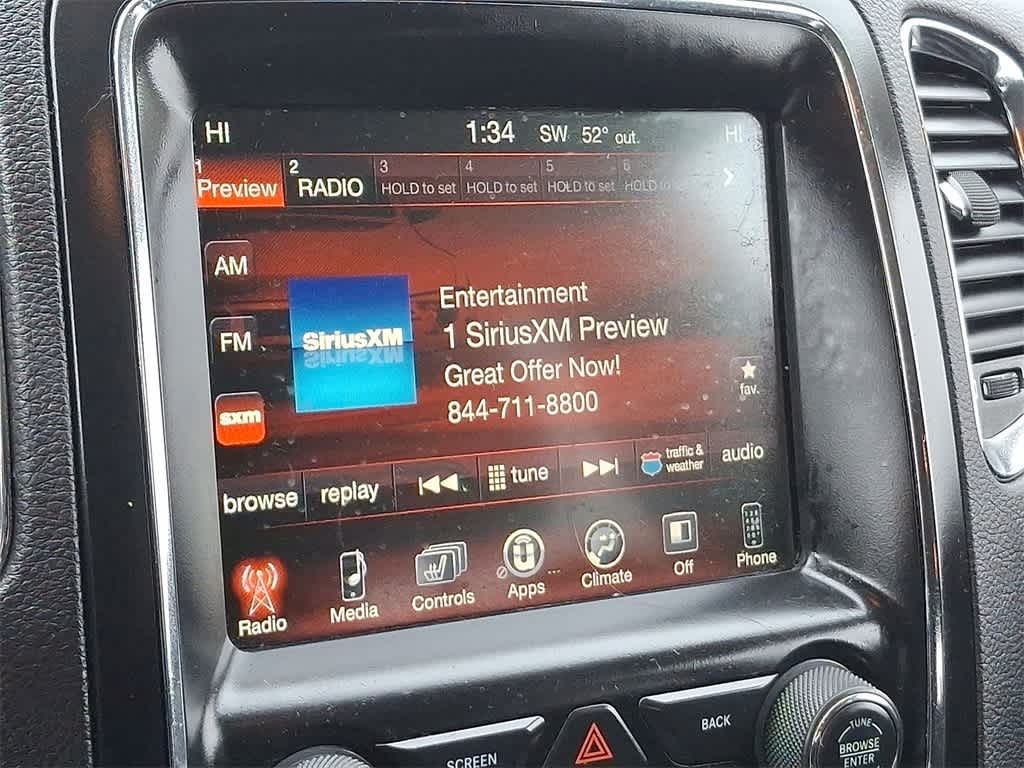 HI 1:34 SW 52° out. HI
1 2 3 4 5 6
Preview RADIO HOLD to set HOLD to set HOLD to set HOLD to
AM
FM
sxm
SiriusXM
Entertainment
1 SiriusXM Preview
Great Offer Now!
844-711-8800
fav.
browse replay tune traffic & weather audio
Radio Media Controls Apps Climate Off Phone
SCREEN
BACK
TUNE
BROWSE
ENTER